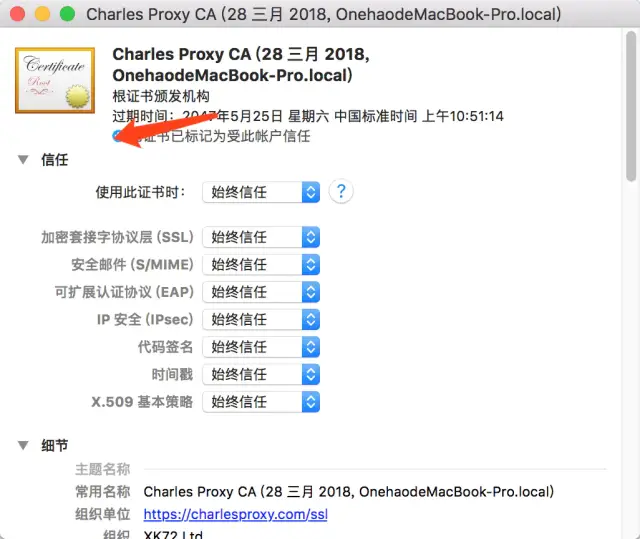 Charles Proxy CA (28 三月 2018, OnehaodeMacBook-Pro.local)
Certificate
Root
Charles Proxy CA (28 三月 2018,
OnehaodeMacBook-Pro.local)
根证书颁发机构
过期时间：2047年5月25日 星期六 中国标准时间 上午10:51:14
证书已标记为受此帐户信任
信任
使用此证书时： 始终信任 ?
加密套接字协议层 (SSL) 始终信任
安全邮件 (S/MIME) 始终信任
可扩展认证协议 (EAP) 始终信任
IP 安全 (IPsec) 始终信任
代码签名 始终信任
时间戳 始终信任
X.509 基本策略 始终信任
细节
主题名称
常用名称 Charles Proxy CA (28 三月 2018, OnehaodeMacBook-Pro.local)
组织单位 https://charlesproxy.com/ssl
组织 XK72 Ltd